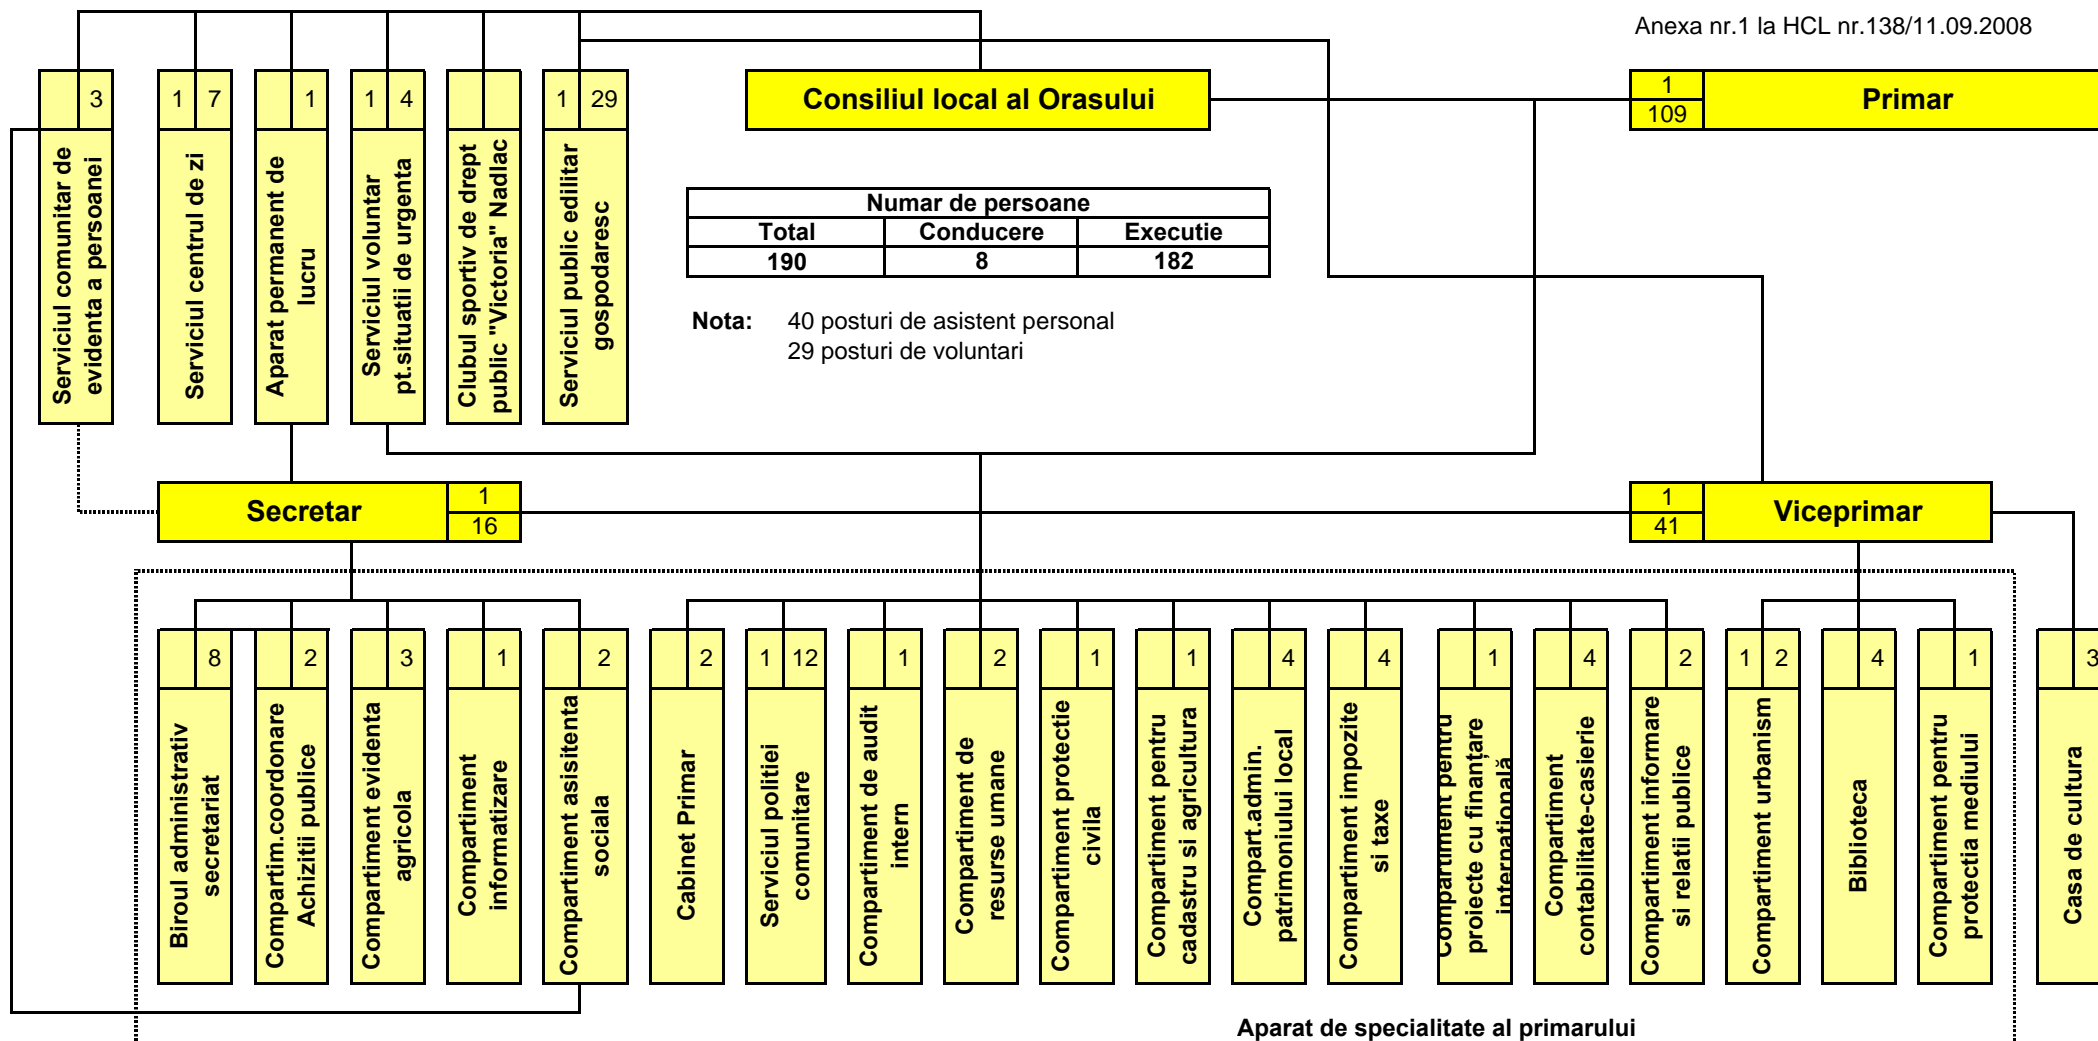 Anexa nr.1 la HCL nr.138/11.09.2008
3
1 7
1
1 4
1 29
Consiliul local al Orasului
1
109
Primar
Serviciul comunitar de
evidenta a persoanei
Serviciul centrul de zi
Aparat permanent de
lucru
Serviciul voluntar
pt.situatii de urgenta
Clubul sportiv de drept
public "Victoria" Nadlac
Serviciul public edilitar
gospodaresc
Numar de persoane
Total Conducere Executie
190 8 182
Nota: 40 posturi de asistent personal
29 posturi de voluntari
Secretar
1
16
1
41
Viceprimar
8
2
3
1
2
2
1 12
1
2
1
1
4
4
1
4
2
1 2
4
1
3
Biroul administrativ
secretariat
Compartim.coordonare
Achizitii publice
Compartiment evidenta
agricola
Compartiment
informatizare
Compartiment asisitenta
sociala
Cabinet Primar
Serviciul politiei
comunitare
Compartiment de audit
intern
Compartiment de
resurse umane
Compartiment protectie
civila
Compartiment pentru
cadastru si agricultura
Compart.admin.
patrimoniului local
Compartiment impozite
si taxe
Compartiment pentru
proiecte cu finanțare
internațională
Compartiment
contabilitate-casierie
Compartiment informare
si relatii publice
Compartiment urbanism
Biblioteca
Compartiment pentru
protectia mediului
Casa de cultura
Aparat de specialitate al primarului